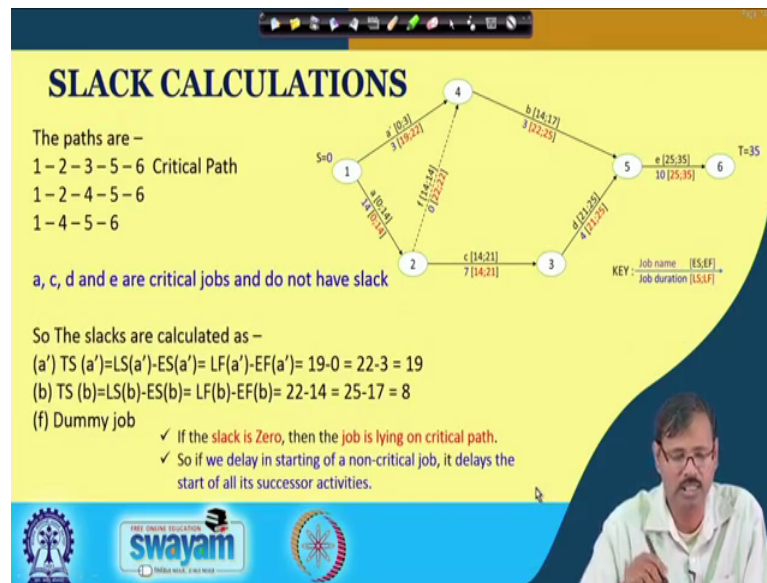 SLACK CALCULATIONS
The paths are –
1 – 2 – 3 – 5 – 6 Critical Path
1 – 2 – 4 – 5 – 6
1 – 4 – 5 – 6
a, c, d and e are critical jobs and do not have slack
So The slacks are calculated as –
(a') TS (a')=LS(a')-ES(a')= LF(a')-EF(a')= 19-0 = 22-3 = 19
(b) TS (b)=LS(b)-ES(b)= LF(b)-EF(b)= 22-14 = 25-17 = 8
(f) Dummy job
✓ If the slack is Zero, then the job is lying on critical path.
✓ So if we delay in starting of a non-critical job, it delays the
start of all its successor activities.
4
a' [0;3]
3 [19;22]
b [14;17]
3 [22;25]
S=0
1
f [14;14]
0 [22;22]
5
e [25;35]
10 [25;35]
6
T=35
a [0;14]
14 [0;14]
d [21;25]
4 [21;25]
2
c [14;21]
7 [14;21]
3
KEY : Job name [ES;EF]
Job duration [LS;LF]
FREE ONLINE EDUCATION
swayam